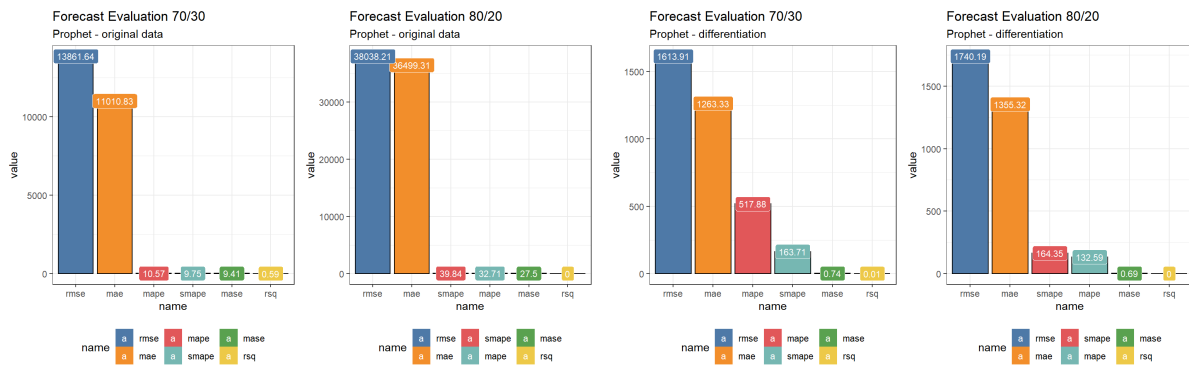 Forecast Evaluation 70/30
Prophet - original data
13861.64
11010.83
10.57
9.75
9.41
0.59
10000
5000
0
value
rmse
mae
mape
smape
mase
rsq
name
name
a rmse a mape a mase
a mae a smape a rsq
Forecast Evaluation 80/20
Prophet - original data
38038.21
36499.31
39.84
32.71
27.5
0
30000
20000
10000
0
value
rmse
mae
smape
mape
mase
rsq
name
name
a rmse a smape a mase
a mae a mape a rsq
Forecast Evaluation 70/30
Prophet - differentiation
1613.91
1263.33
517.88
163.71
0.74
0.01
1500
1000
500
0
value
rmse
mae
mape
smape
mase
rsq
name
name
a rmse a mape a mase
a mae a smape a rsq
Forecast Evaluation 80/20
Prophet - differentiation
1740.19
1355.32
164.35
132.59
0.69
0
1500
1000
500
0
value
rmse
mae
smape
mape
mase
rsq
name
name
a rmse a smape a mase
a mae a mape a rsq